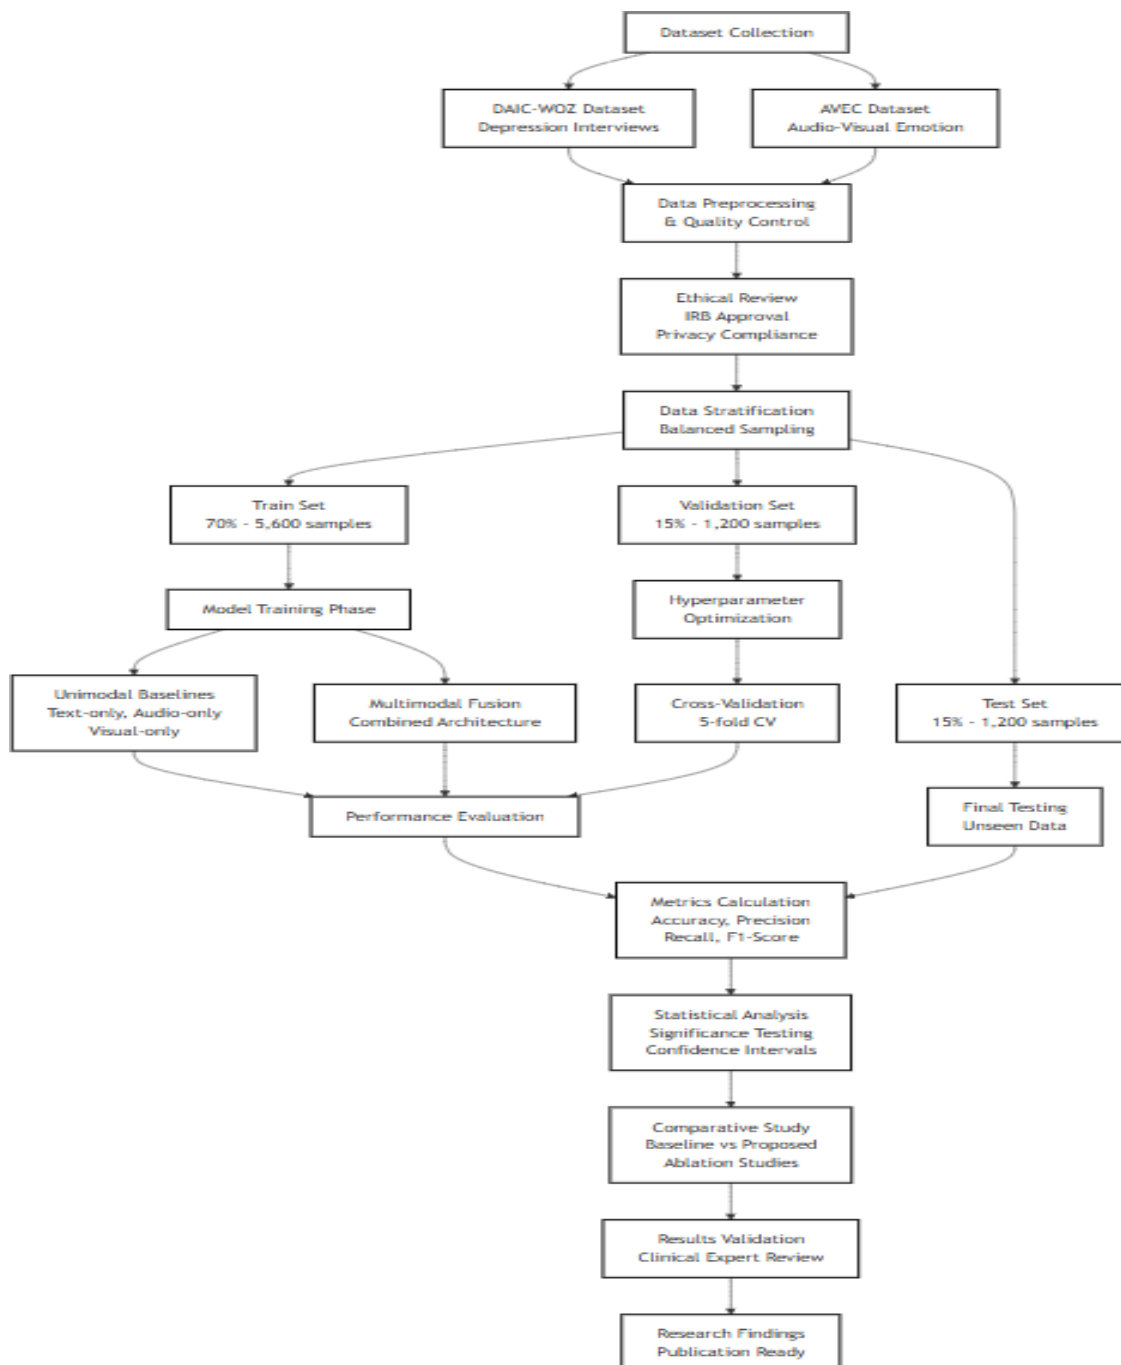 Dataset Collection
DAIC-WOZ Dataset
Depression Interviews
AVEC Dataset
Audio-Visual Emotion
Data Preprocessing
& Quality Control
Ethical Review
IRB Approval
Privacy Compliance
Data Stratification
Balanced Sampling
Train Set
70% - 5,600 samples
Validation Set
15% - 1,200 samples
Model Training Phase
Hyperparameter
Optimization
Unimodal Baselines
Text-only, Audio-only
Visual-only
Multimodal Fusion
Combined Architecture
Cross-Validation
5-fold CV
Test Set
15% - 1,200 samples
Performance Evaluation
Final Testing
Unseen Data
Metrics Calculation
Accuracy, Precision
Recall, F1-Score
Statistical Analysis
Significance Testing
Confidence Intervals
Comparative Study
Baseline vs Proposed
Ablation Studies
Results Validation
Clinical Expert Review
Research Findings
Publication Ready